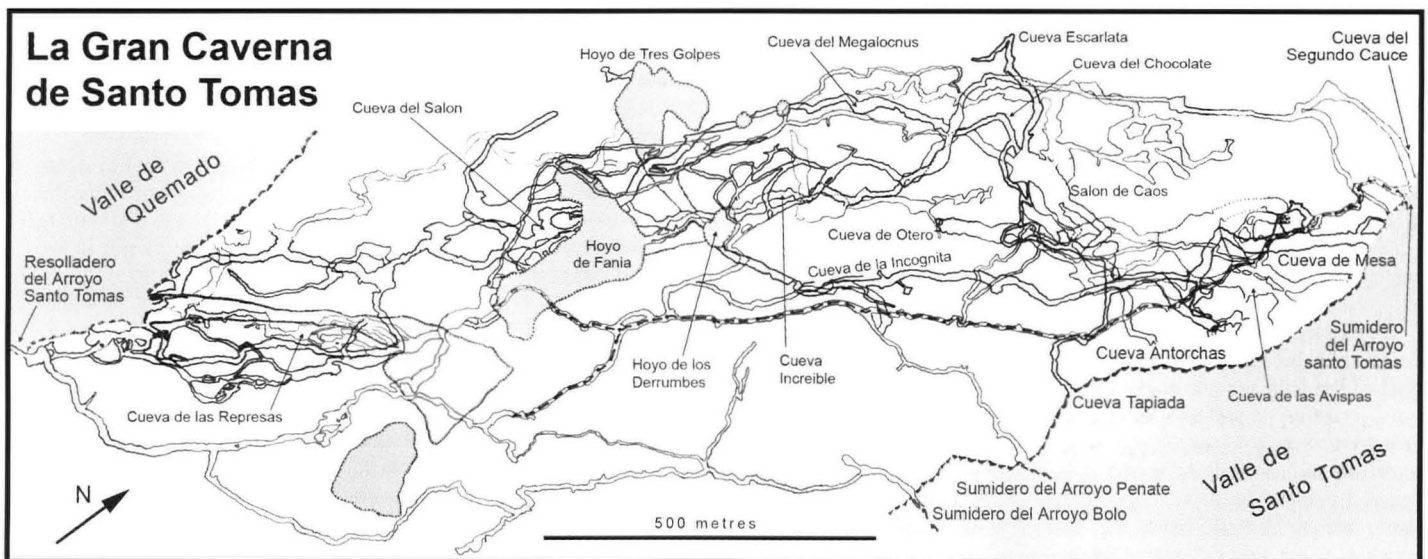 La Gran Caverna
de Santo Tomas
Hoyo de Tres Golpes
Cueva del Megalocnus
Cueva Escarlata
Cueva del
Segundo Cauce
Cueva del Chocolate
Cueva del Salon
Valle de
Quemado
Salon de Caos
Hoyo
de Fania
Cueva de Otero
Resolladero
del Arroyo
Santo Tomas
Cueva de la Incognita
Cueva de Mesa
Sumidero
del Arroyo
santo Tomas
Hoyo de los
Derrumbes
Cueva
Increible
Cueva Antorchas
Cueva de las Represas
Cueva Tapiada
Cueva de las Avispas
Valle de
Santo Tomas
N
Sumidero del Arroyo Penate
Sumidero del Arroyo Bolo
500 metres